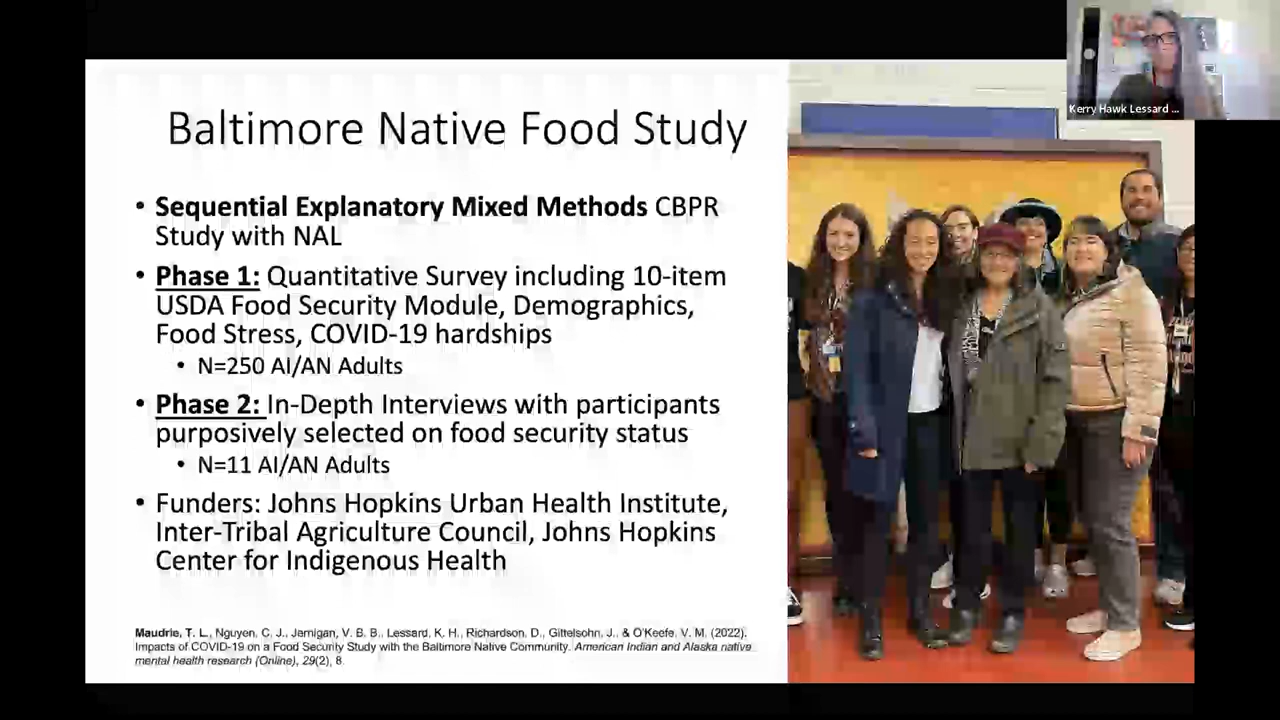 Kerry Hawk Lessard ...
Baltimore Native Food Study
• Sequential Explanatory Mixed Methods CBPR
Study with NAL
• Phase 1: Quantitative Survey including 10-item
USDA Food Security Module, Demographics,
Food Stress, COVID-19 hardships
• N=250 AI/AN Adults
• Phase 2: In-Depth Interviews with participants
purposively selected on food security status
• N=11 AI/AN Adults
• Funders: Johns Hopkins Urban Health Institute,
Inter-Tribal Agriculture Council, Johns Hopkins
Center for Indigenous Health
Maudrie, T. L., Nguyen, C. J., Jernigan, V. B. B., Lessard, K. H., Richardson, D., Gittelsohn, J., & O'Keefe, V. M. (2022).
Impacts of COVID-19 on a Food Security Study with the Baltimore Native Community. American Indian and Alaska native
mental health research (Online), 29(2), 8.